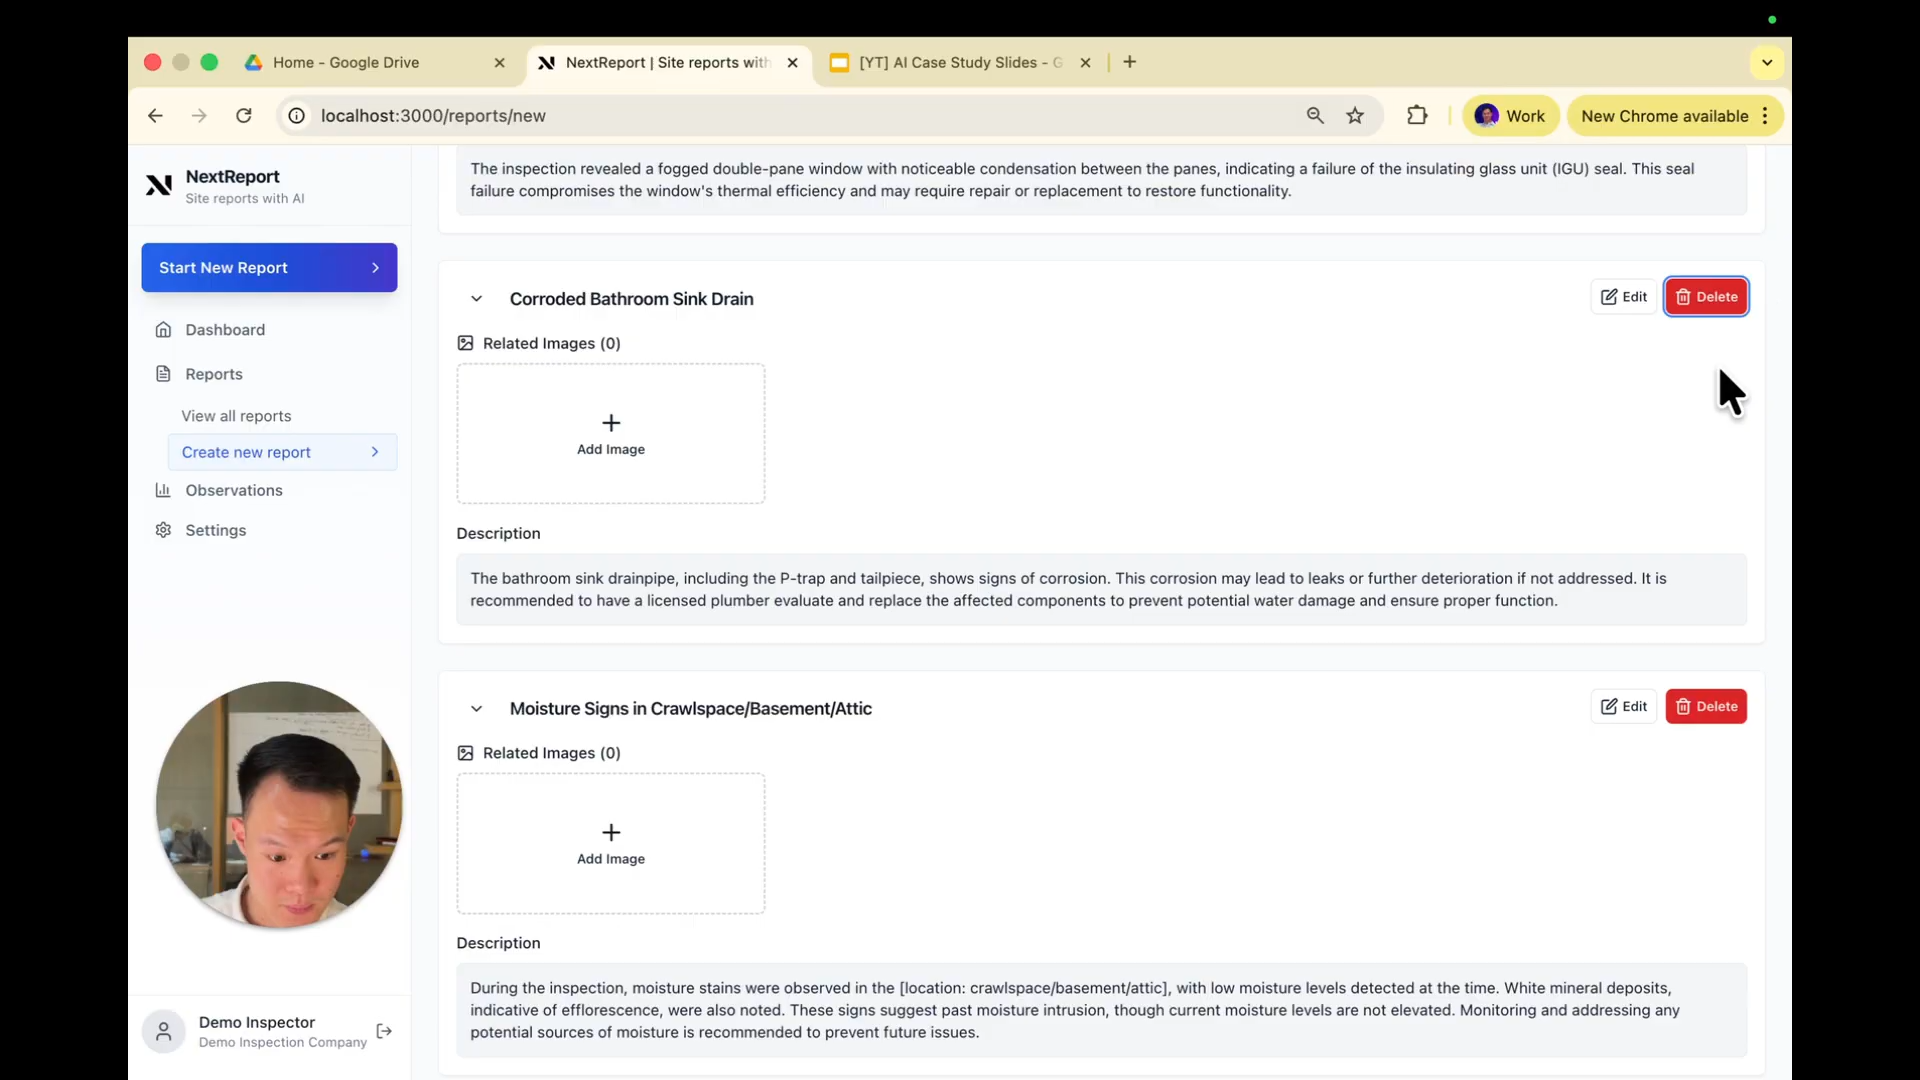 Home - Google Drive
NextReport | Site reports with
[YT] AI Case Study Slides - G
localhost:3000/reports/new
Work
New Chrome available
NextReport
Site reports with AI
Start New Report
Dashboard
Reports
View all reports
Create new report
Observations
Settings
Demo Inspector
Demo Inspection Company
The inspection revealed a fogged double-pane window with noticeable condensation between the panes, indicating a failure of the insulating glass unit (IGU) seal. This seal
failure compromises the window's thermal efficiency and may require repair or replacement to restore functionality.
Corroded Bathroom Sink Drain
Edit
Delete
Related Images (0)
Add Image
Description
The bathroom sink drainpipe, including the P-trap and tailpiece, shows signs of corrosion. This corrosion may lead to leaks or further deterioration if not addressed. It is
recommended to have a licensed plumber evaluate and replace the affected components to prevent potential water damage and ensure proper function.
Moisture Signs in Crawlspace/Basement/Attic
Edit
Delete
Related Images (0)
Add Image
Description
During the inspection, moisture stains were observed in the [location: crawlspace/basement/attic], with low moisture levels detected at the time. White mineral deposits,
indicative of efflorescence, were also noted. These signs suggest past moisture intrusion, though current moisture levels are not elevated. Monitoring and addressing any
potential sources of moisture is recommended to prevent future issues.